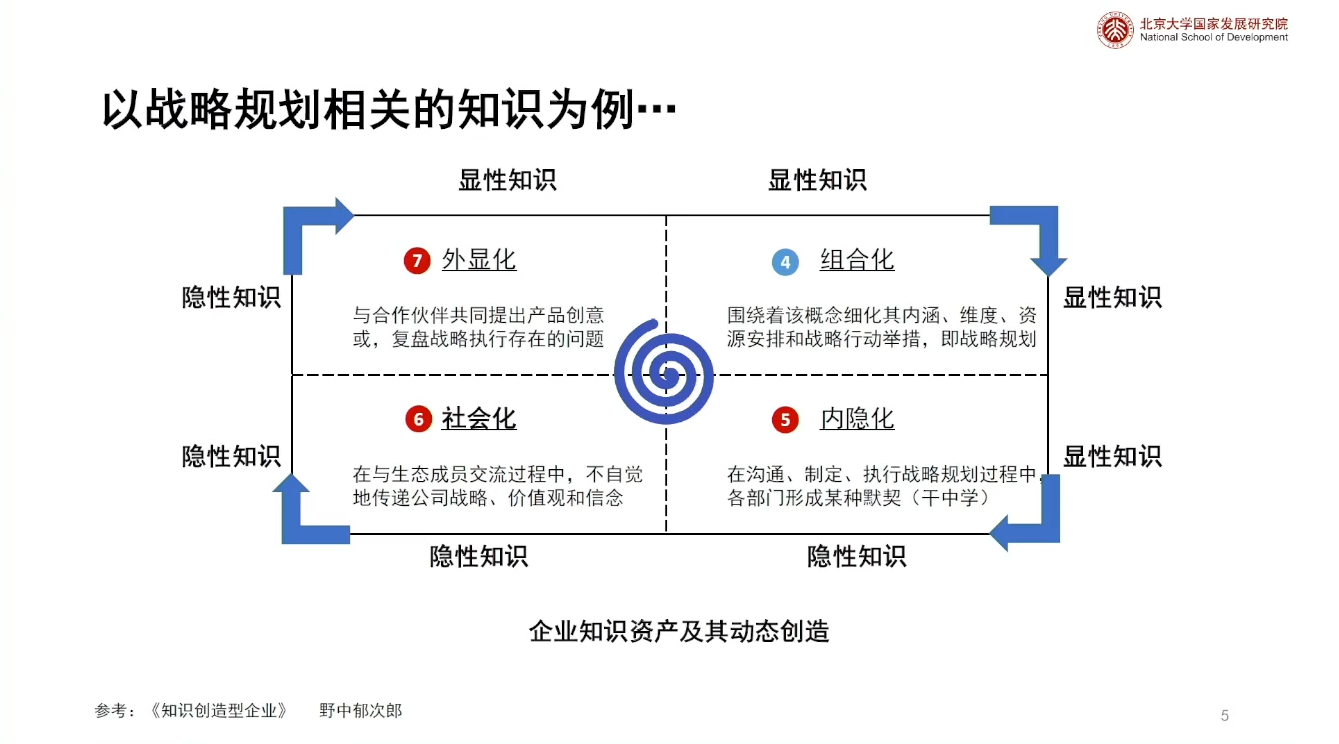 北京大学国家发展研究院
National School of Development
以战略规划相关的知识为例…
显性知识
显性知识
7 外显化
4 组合化
隐性知识
显性知识
与合作伙伴共同提出产品创意
或，复盘战略执行存在的问题
围绕着该概念细化其内涵、维度、资
源安排和战略行动举措，即战略规划
6 社会化
5 内隐化
隐性知识
显性知识
在与生态成员交流过程中，不自觉
地传递公司战略、价值观和信念
在沟通、制定、执行战略规划过程中，
各部门形成某种默契（干中学）
隐性知识
隐性知识
企业知识资产及其动态创造
参考：《知识创造型企业》 野中郁次郎
5